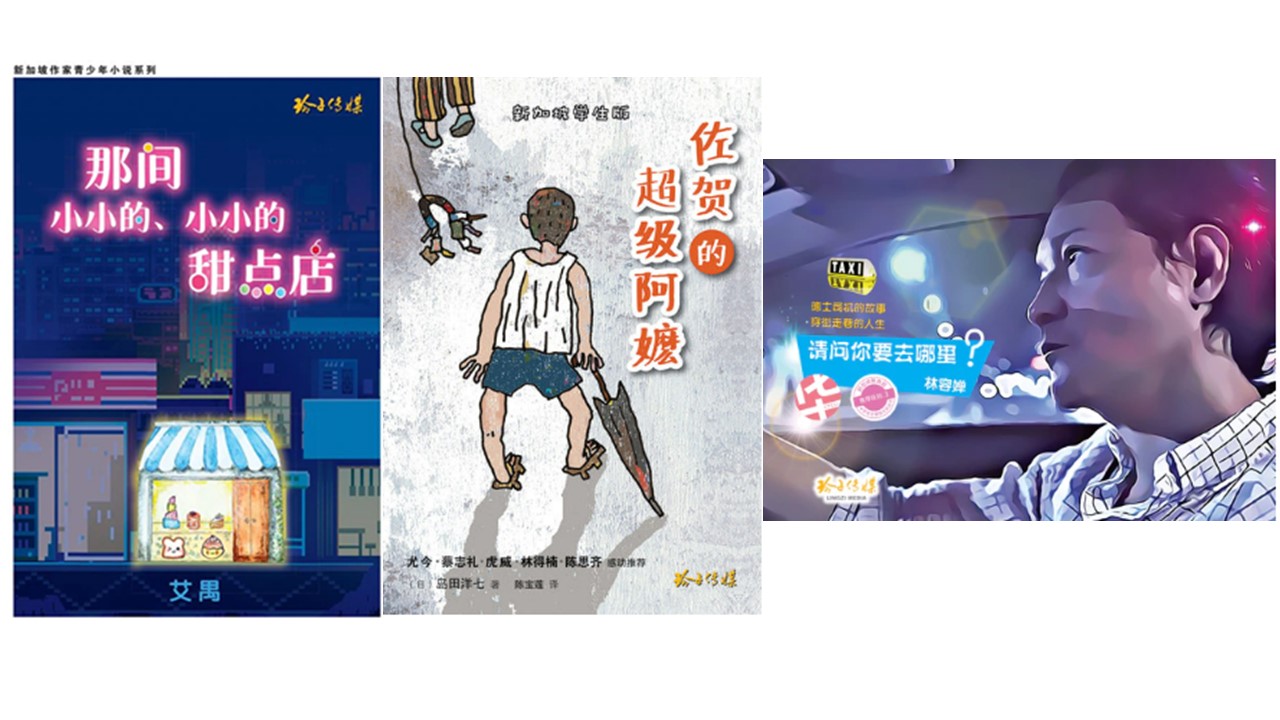 新加坡作家青少年小说系列
玲子传媒
那间
小小的、小小的
甜点店
艾禺
新加坡学生版
佐贺的
超级阿嬷
尤今·蔡志礼·虎威·林得楠·陈思齐 感动推荐
（日）岛田洋七 著 陈宝莲 译
玲子传媒
TAXI
德士司机的故事
穿街走巷的人生
请问你要去哪里？
林容婵
玲子传媒
LINGZI MEDIA